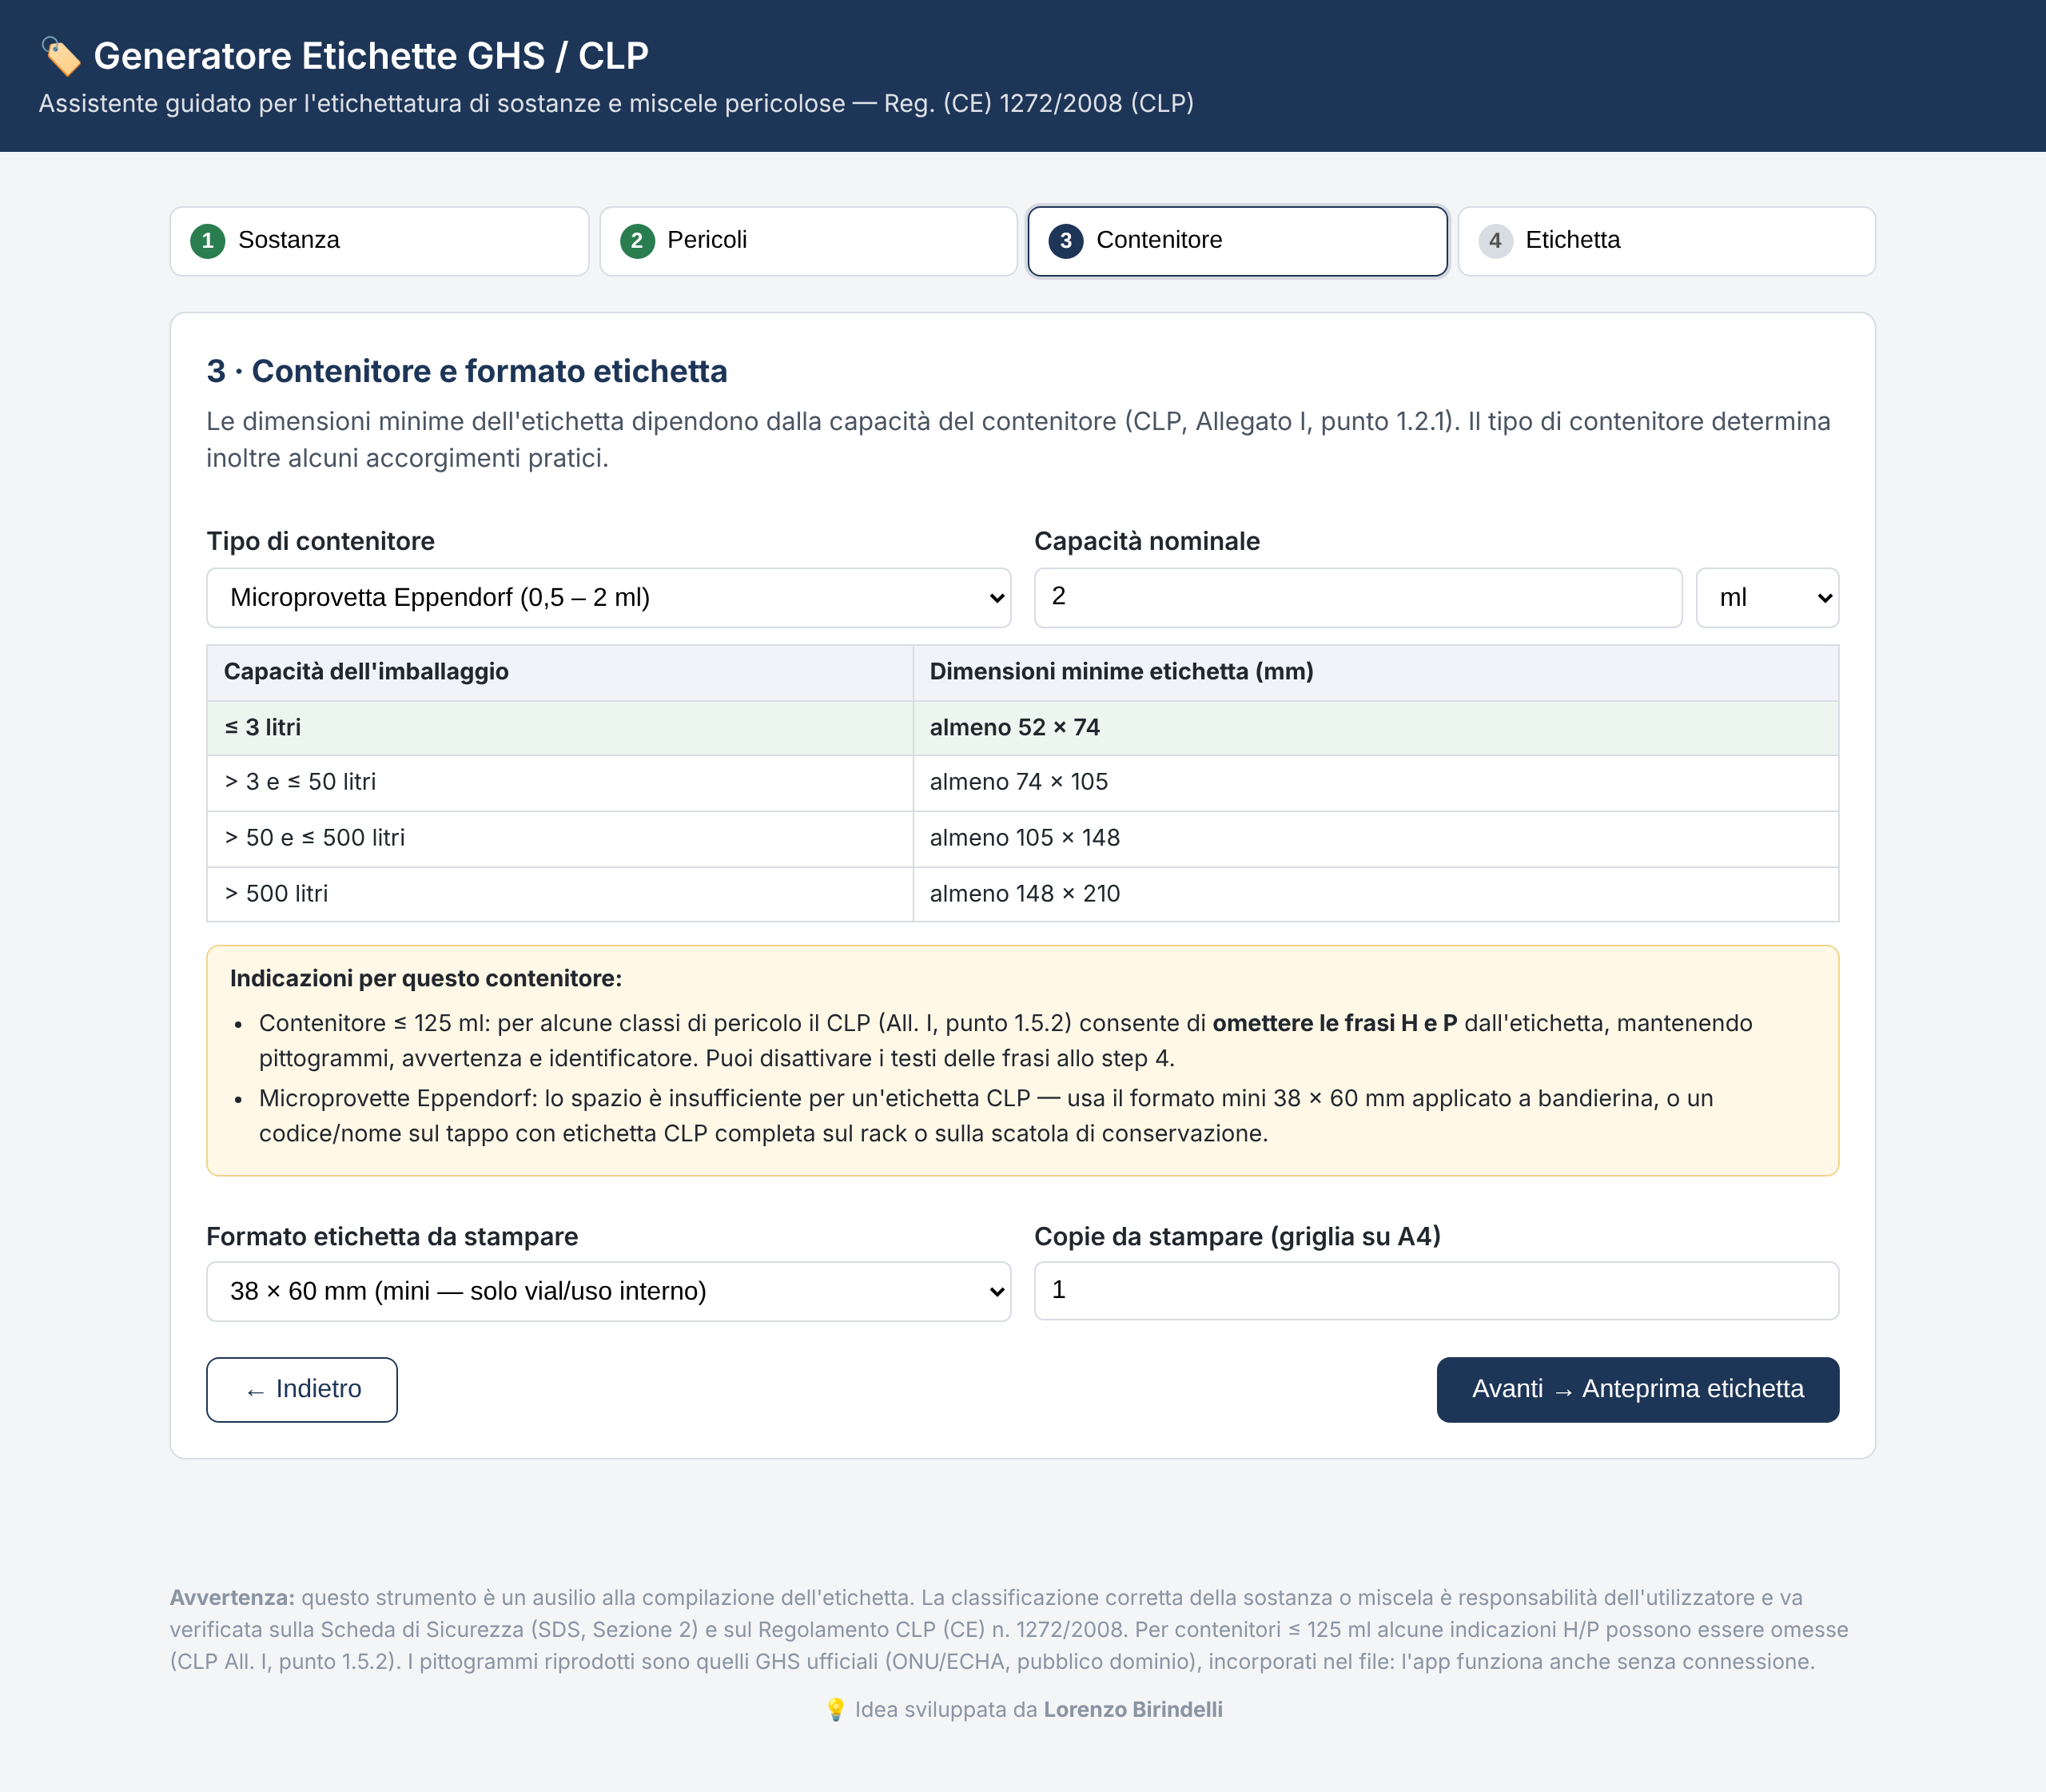 🏷️ Generatore Etichette GHS / CLP
Assistente guidato per l'etichettatura di sostanze e miscele pericolose — Reg. (CE) 1272/2008 (CLP)
1 Sostanza
2 Pericoli
3 Contenitore
4 Etichetta
3 · Contenitore e formato etichetta
Le dimensioni minime dell'etichetta dipendono dalla capacità del contenitore (CLP, Allegato I, punto 1.2.1). Il tipo di contenitore determina
inoltre alcuni accorgimenti pratici.
Tipo di contenitore
Microprovetta Eppendorf (0,5 – 2 ml)
Capacità nominale
2
ml
Capacità dell'imballaggio
Dimensioni minime etichetta (mm)
≤ 3 litri
almeno 52 × 74
> 3 e ≤ 50 litri
almeno 74 × 105
> 50 e ≤ 500 litri
almeno 105 × 148
> 500 litri
almeno 148 × 210
Indicazioni per questo contenitore:
• Contenitore ≤ 125 ml: per alcune classi di pericolo il CLP (All. I, punto 1.5.2) consente di omettere le frasi H e P dall'etichetta, mantenendo
pittogrammi, avvertenza e identificatore. Puoi disattivare i testi delle frasi allo step 4.
• Microprovette Eppendorf: lo spazio è insufficiente per un'etichetta CLP — usa il formato mini 38 × 60 mm applicato a bandierina, o un
codice/nome sul tappo con etichetta CLP completa sul rack o sulla scatola di conservazione.
Formato etichetta da stampare
38 × 60 mm (mini — solo vial/uso interno)
Copie da stampare (griglia su A4)
1
← Indietro
Avanti → Anteprima etichetta
Avvertenza: questo strumento è un ausilio alla compilazione dell'etichetta. La classificazione corretta della sostanza o miscela è responsabilità dell'utilizzatore e va
verificata sulla Scheda di Sicurezza (SDS, Sezione 2) e sul Regolamento CLP (CE) n. 1272/2008. Per contenitori ≤ 125 ml alcune indicazioni H/P possono essere omesse
(CLP All. I, punto 1.5.2). I pittogrammi riprodotti sono quelli GHS ufficiali (ONU/ECHA, pubblico dominio), incorporati nel file: l'app funziona anche senza connessione.
💡 Idea sviluppata da Lorenzo Birindelli